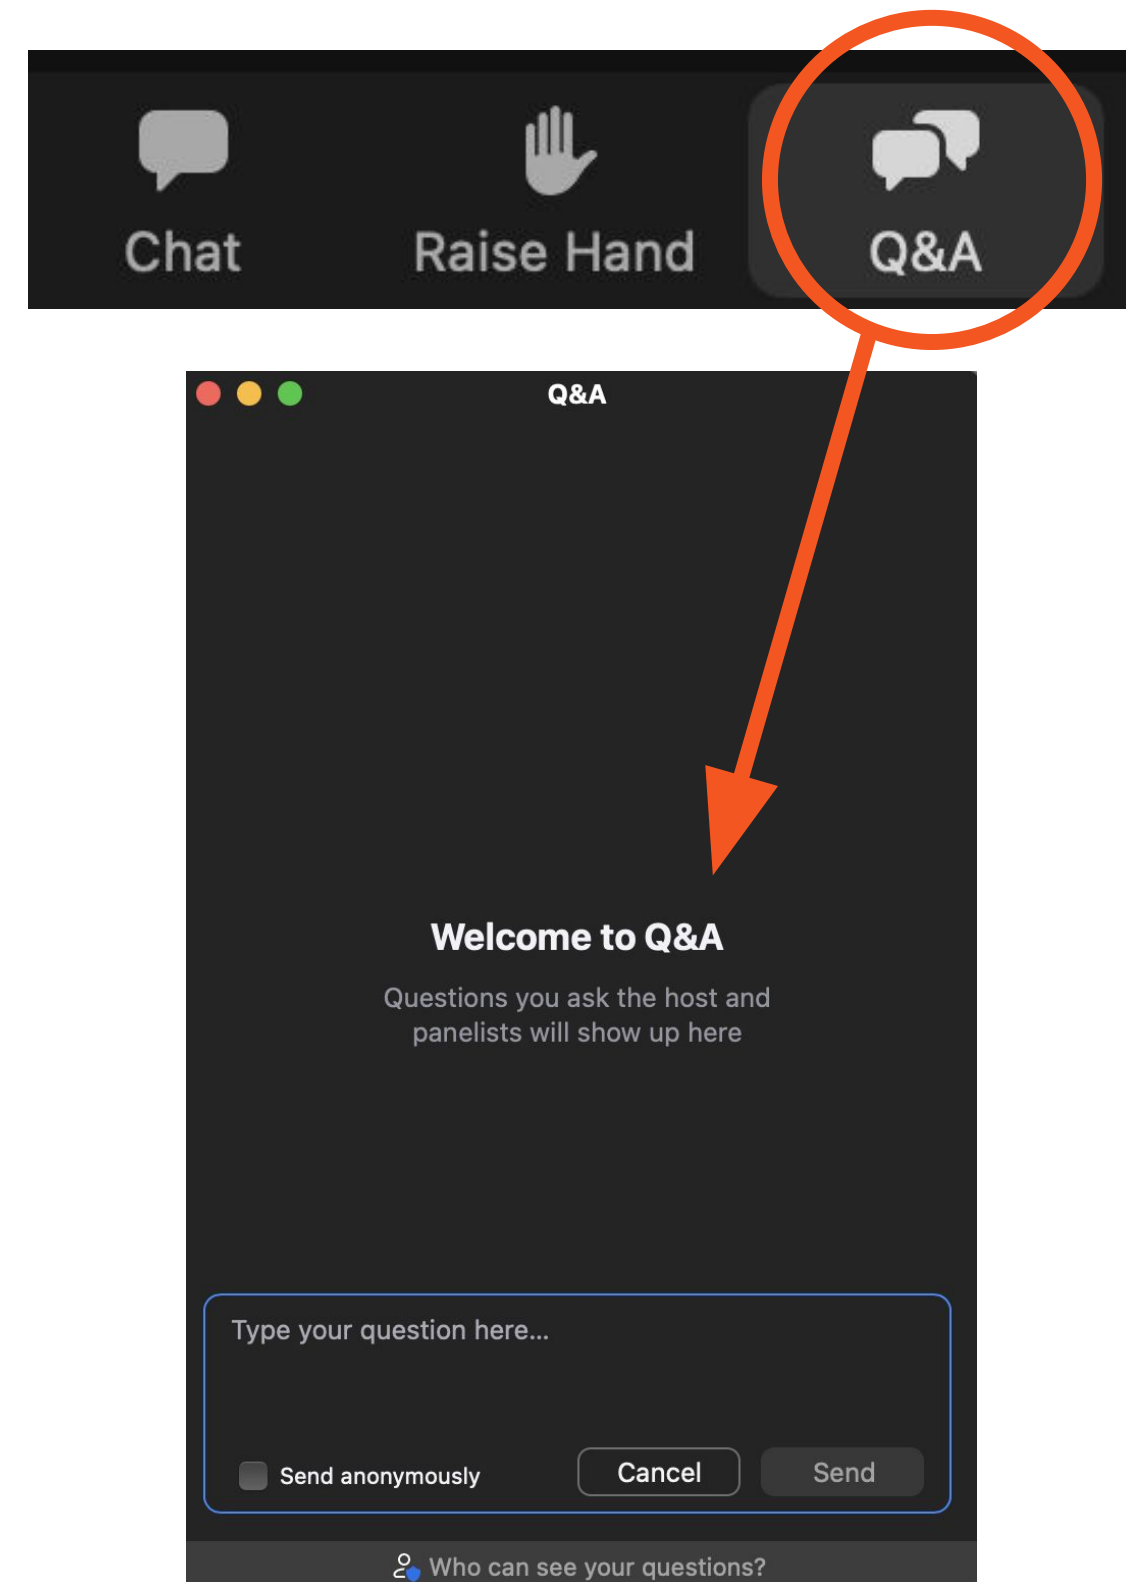 Chat
Raise Hand
Q&A
Q&A
Welcome to Q&A
Questions you ask the host and
panelists will show up here
Type your question here...
Send anonymously
Cancel
Send
Who can see your questions?